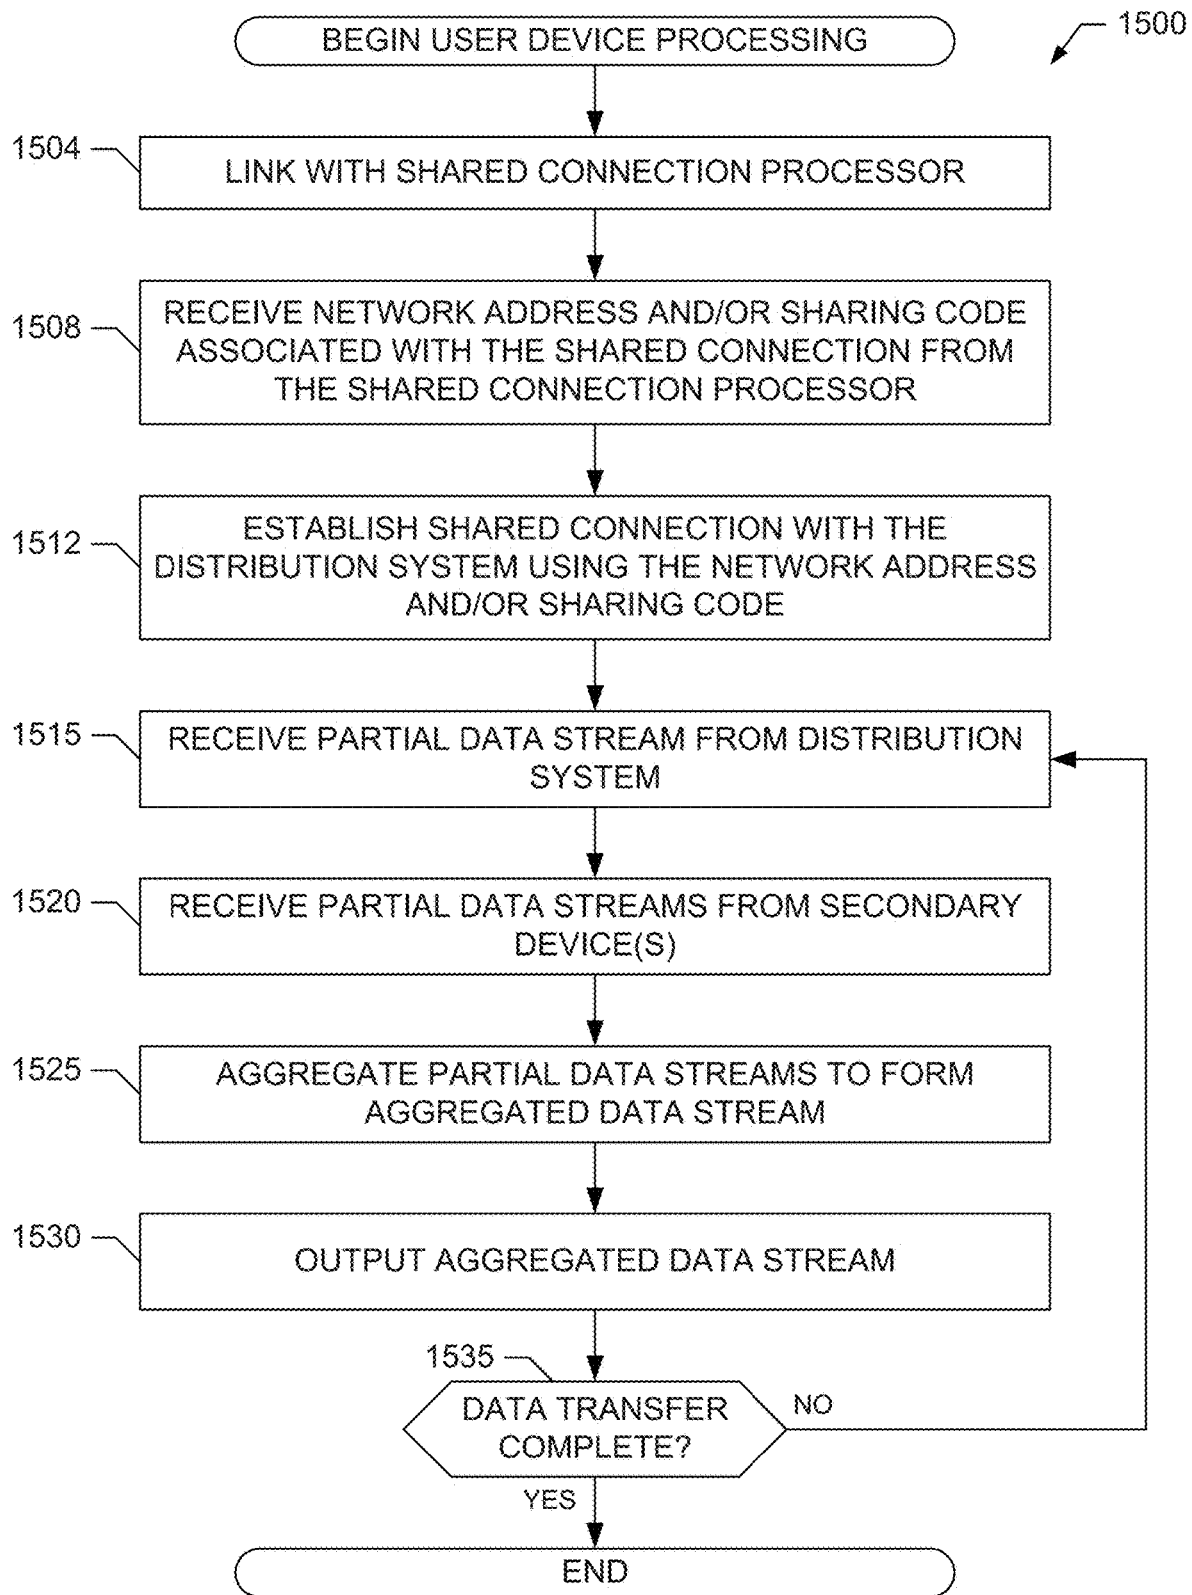 BEGIN USER DEVICE PROCESSING
1500
1504
LINK WITH SHARED CONNECTION PROCESSOR
1508
RECEIVE NETWORK ADDRESS AND/OR SHARING CODE
ASSOCIATED WITH THE SHARED CONNECTION FROM
THE SHARED CONNECTION PROCESSOR
1512
ESTABLISH SHARED CONNECTION WITH THE
DISTRIBUTION SYSTEM USING THE NETWORK ADDRESS
AND/OR SHARING CODE
1515
RECEIVE PARTIAL DATA STREAM FROM DISTRIBUTION
SYSTEM
1520
RECEIVE PARTIAL DATA STREAMS FROM SECONDARY
DEVICE(S)
1525
AGGREGATE PARTIAL DATA STREAMS TO FORM
AGGREGATED DATA STREAM
1530
OUTPUT AGGREGATED DATA STREAM
1535
DATA TRANSFER
COMPLETE?
NO
YES
END